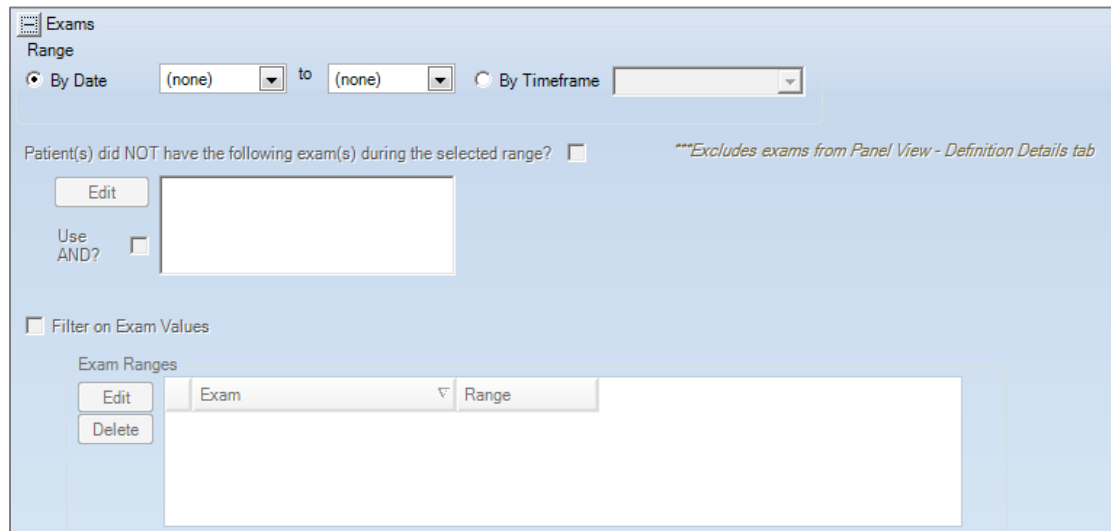 Exams
Range
By Date (none) to (none) By Timeframe
Patient(s) did NOT have the following exam(s) during the selected range? ***Excludes exams from Panel View - Definition Details tab
Edit
Use
AND?
Filter on Exam Values
Exam Ranges
Edit Exam Range
Delete